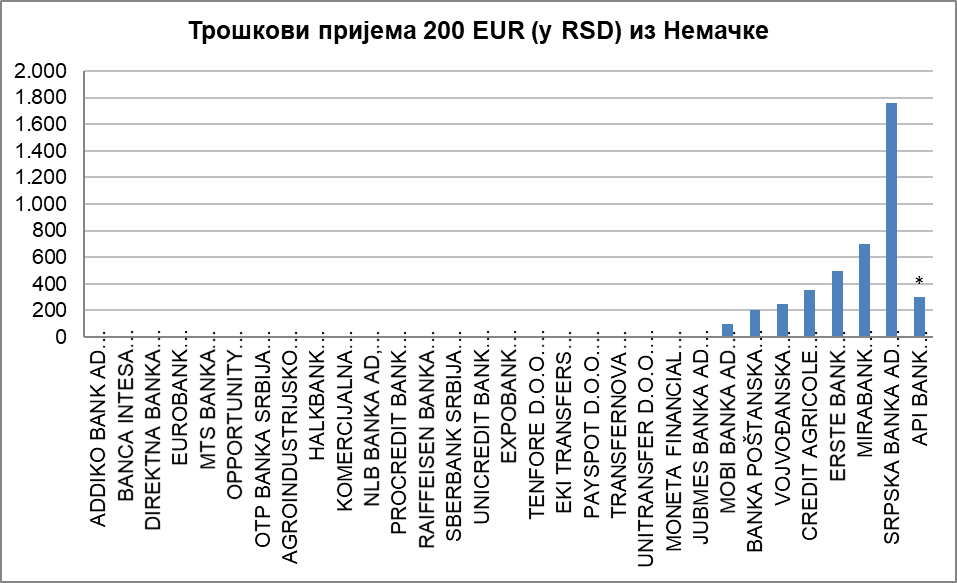 Трошкови пријема 200 EUR (у RSD) из Немачке
2.000
1.800
1.600
1.400
1.200
1.000
800
600
400
200
0
*
ADDIKO BANK AD…
BANCA INTESA…
DIREKTNA BANKA…
EUROBANK…
MTS BANKA…
OPPORTUNITY…
OTP BANKA SRBIJA…
AGROINDUSTRIJSKO…
HALKBANK…
KOMERCIJALNA…
NLB BANKA AD,…
PROCREDIT BANK…
RAIFFEISEN BANKA…
SBERBANK SRBIJA…
UNICREDIT BANK…
EXPOBANK…
TENFORE D.O.O.…
EKI TRANSFERS…
PAYSPOT D.O.O.…
TRANSFERNOVA…
UNITRANSFER D.O.O…
MONETA FINANCIAL…
JUBMES BANKA AD…
MOBI BANKA AD…
BANKA POŠTANSKA…
VOJVOĐANSKA…
CREDIT AGRICOLE…
ERSTE BANK…
MIRABANK…
SRPSKA BANKA AD…
API BANK…